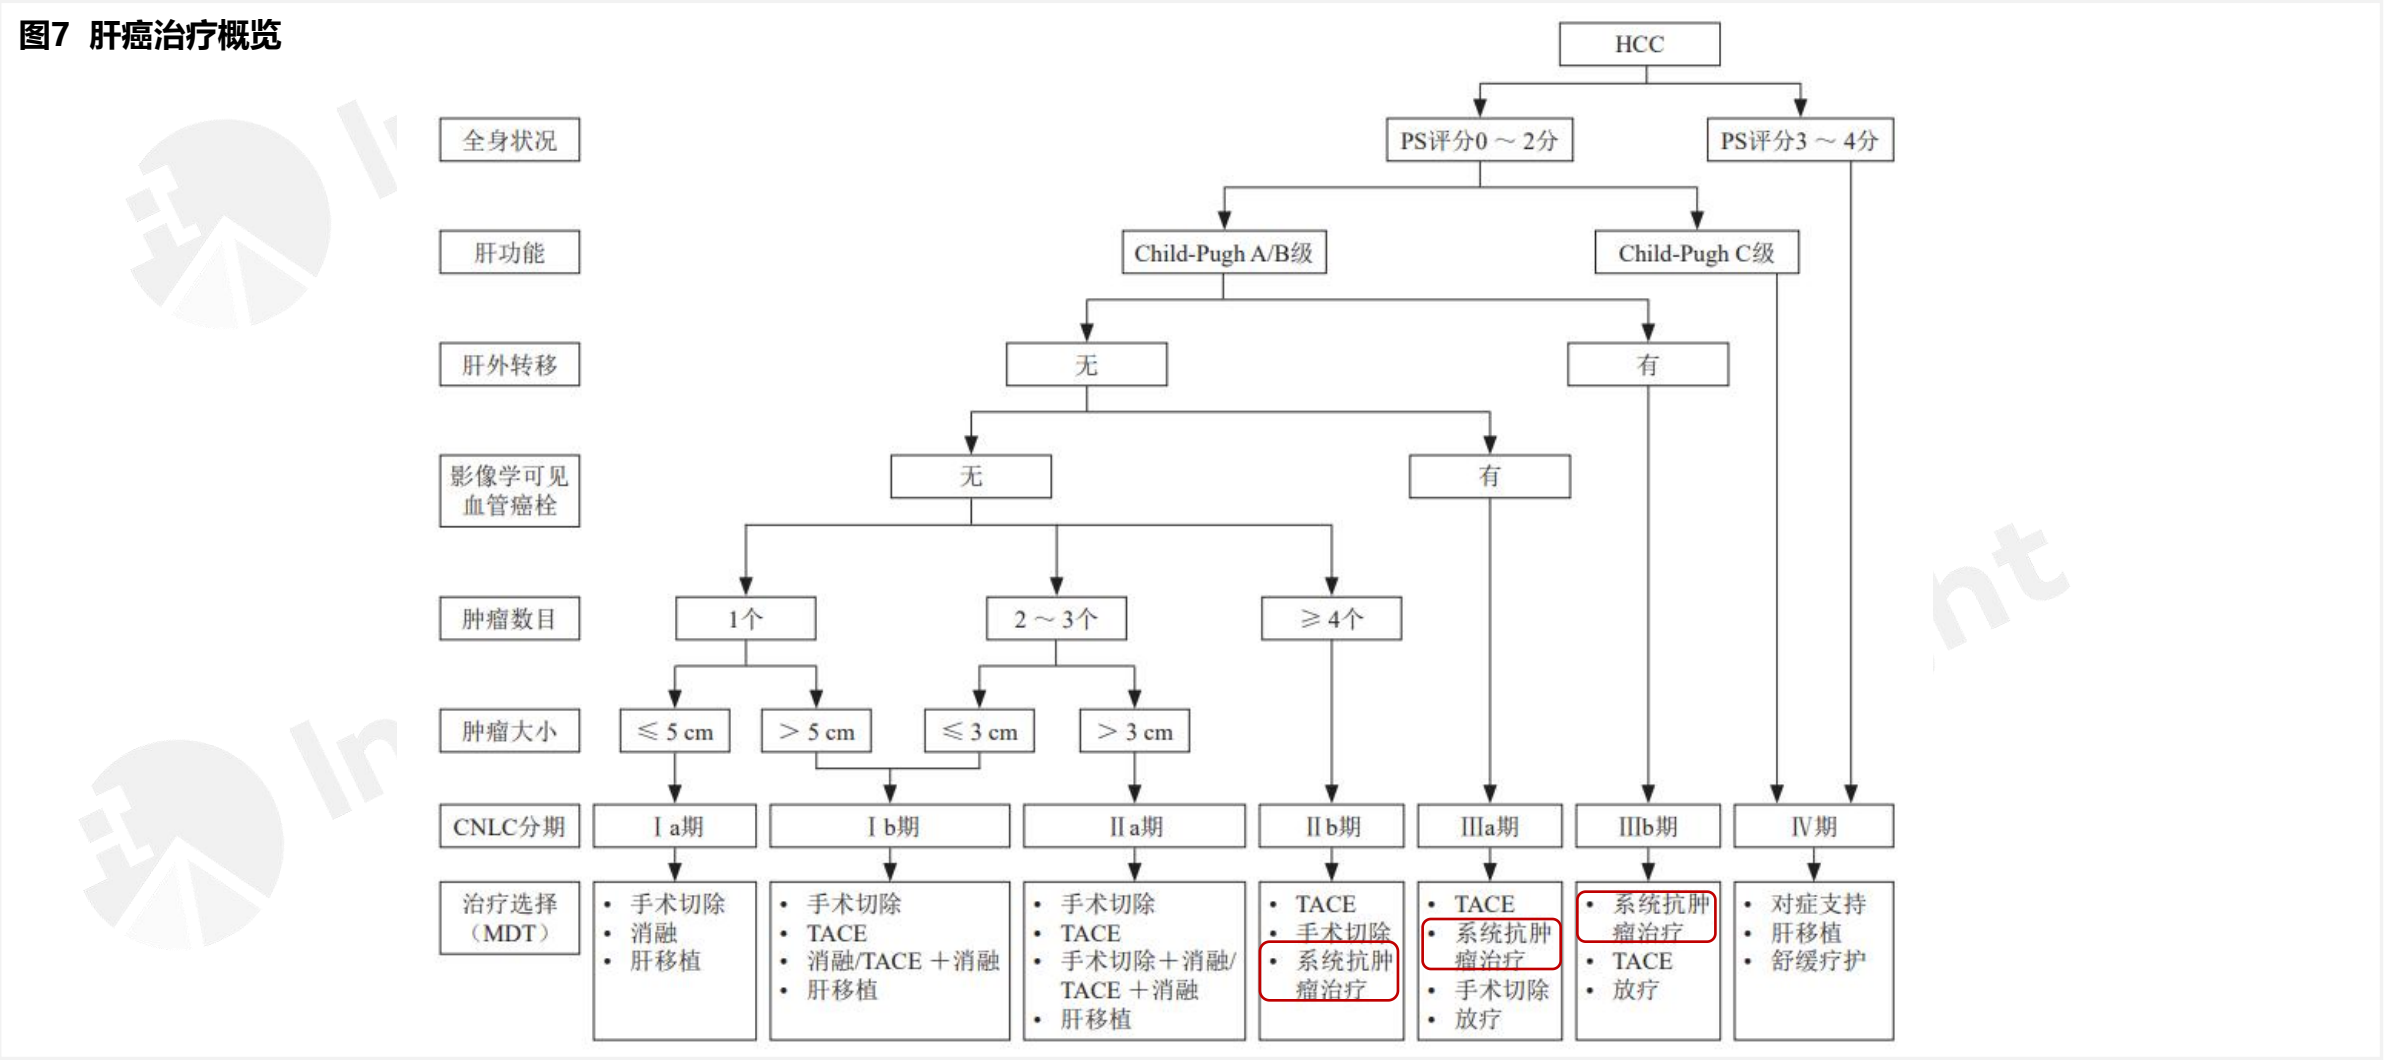 图7 肝癌治疗概览
HCC
全身状况
PS评分0～2分
PS评分3～4分
肝功能
Child-Pugh A/B级
Child-Pugh C级
肝外转移
无
有
影像学可见
血管癌栓
无
有
肿瘤数目
1个
2～3个
≥4个
肿瘤大小
≤5 cm
>5 cm
≤3 cm
>3 cm
CNLC分期
Ⅰa期
Ⅰb期
Ⅱa期
Ⅱb期
Ⅲa期
Ⅲb期
Ⅳ期
治疗选择
（MDT）
• 手术切除
• 消融
• 肝移植
• 手术切除
• TACE
• 消融/TACE＋消融
• 肝移植
• 手术切除
• TACE
• 手术切除＋消融/
TACE＋消融
• 肝移植
• TACE
• 手术切除
• 系统抗肿
瘤治疗
• TACE
• 系统抗肿
瘤治疗
• 手术切除
• 放疗
• 系统抗肿
瘤治疗
• TACE
• 放疗
• 对症支持
• 肝移植
• 舒缓疗护